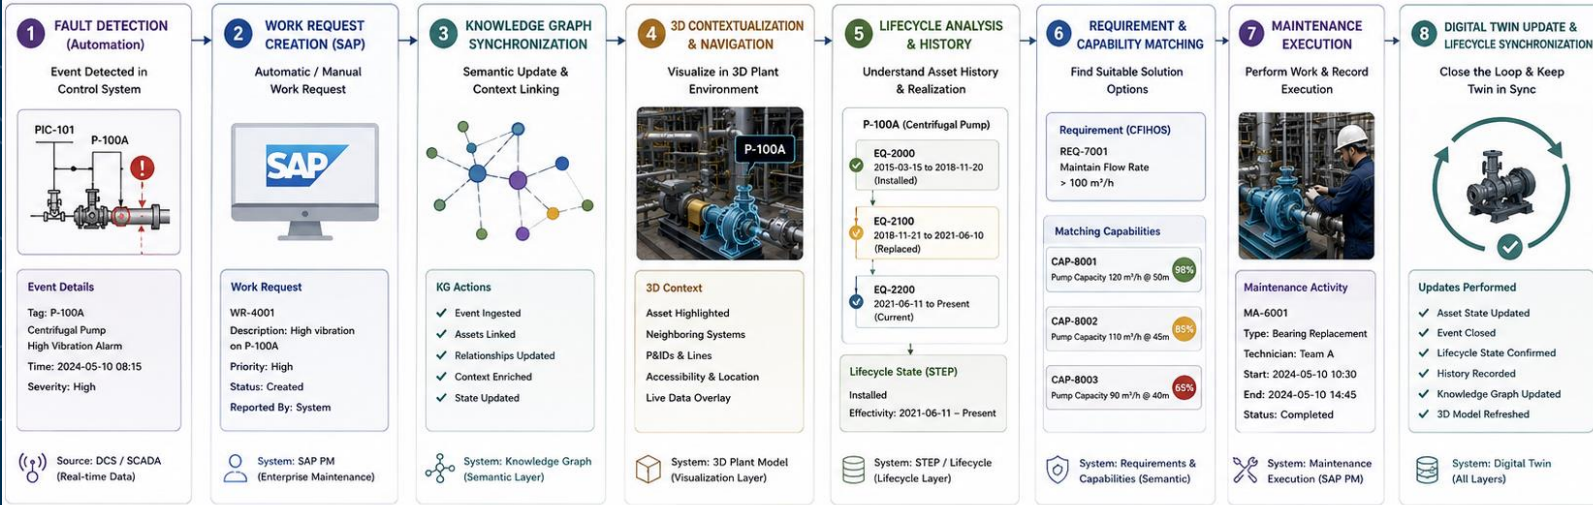 1
FAULT DETECTION
(Automation)
Event Detected in
Control System
PIC-101
P-100A
!
Event Details
Tag: P-100A
Centrifugal Pump
High Vibration Alarm
Time: 2024-05-10 08:15
Severity: High
Source: DCS / SCADA
(Real-time Data)
2
WORK REQUEST
CREATION (SAP)
Automatic / Manual
Work Request
SAP
Work Request
WR-4001
Description: High vibration
on P-100A
Priority: High
Status: Created
Reported By: System
System: SAP PM
(Enterprise Maintenance)
3
KNOWLEDGE GRAPH
SYNCHRONIZATION
Semantic Update &
Context Linking
KG Actions
Event Ingested
Assets Linked
Relationships Updated
Context Enriched
State Updated
System: Knowledge Graph
(Semantic Layer)
4
3D CONTEXTUALIZATION
& NAVIGATION
Visualize in 3D Plant
Environment
P-100A
3D Context
Asset Highlighted
Neighboring Systems
P&IDs & Lines
Accessibility & Location
Live Data Overlay
System: 3D Plant Model
(Visualization Layer)
5
LIFECYCLE ANALYSIS
& HISTORY
Understand Asset History
& Realization
P-100A (Centrifugal Pump)
EQ-2000
2015-03-15 to 2018-11-20
(Installed)
EQ-2100
2018-11-21 to 2021-06-10
(Replaced)
EQ-2200
2021-06-11 to Present
(Current)
Lifecycle State (STEP)
Installed
Effectivity: 2021-06-11 – Present
System: STEP / Lifecycle
(Lifecycle Layer)
6
REQUIREMENT &
CAPABILITY MATCHING
Find Suitable Solution
Options
Requirement (CFIHOS)
REQ-7001
Maintain Flow Rate
> 100 m³/h
Matching Capabilities
CAP-8001
Pump Capacity 120 m³/h @ 50m
98%
CAP-8002
Pump Capacity 110 m³/h @ 45m
85%
CAP-8003
Pump Capacity 90 m³/h @ 40m
65%
System: Requirements &
Capabilities (Semantic)
7
MAINTENANCE
EXECUTION
Perform Work & Record
Execution
Maintenance Activity
MA-6001
Type: Bearing Replacement
Technician: Team A
Start: 2024-05-10 10:30
End: 2024-05-10 14:45
Status: Completed
System: Maintenance
Execution (SAP PM)
8
DIGITAL TWIN UPDATE &
LIFECYCLE SYNCHRONIZATION
Close the Loop & Keep
Twin in Sync
Updates Performed
Asset State Updated
Event Closed
Lifecycle State Confirmed
History Recorded
Knowledge Graph Updated
3D Model Refreshed
System: Digital Twin
(All Layers)